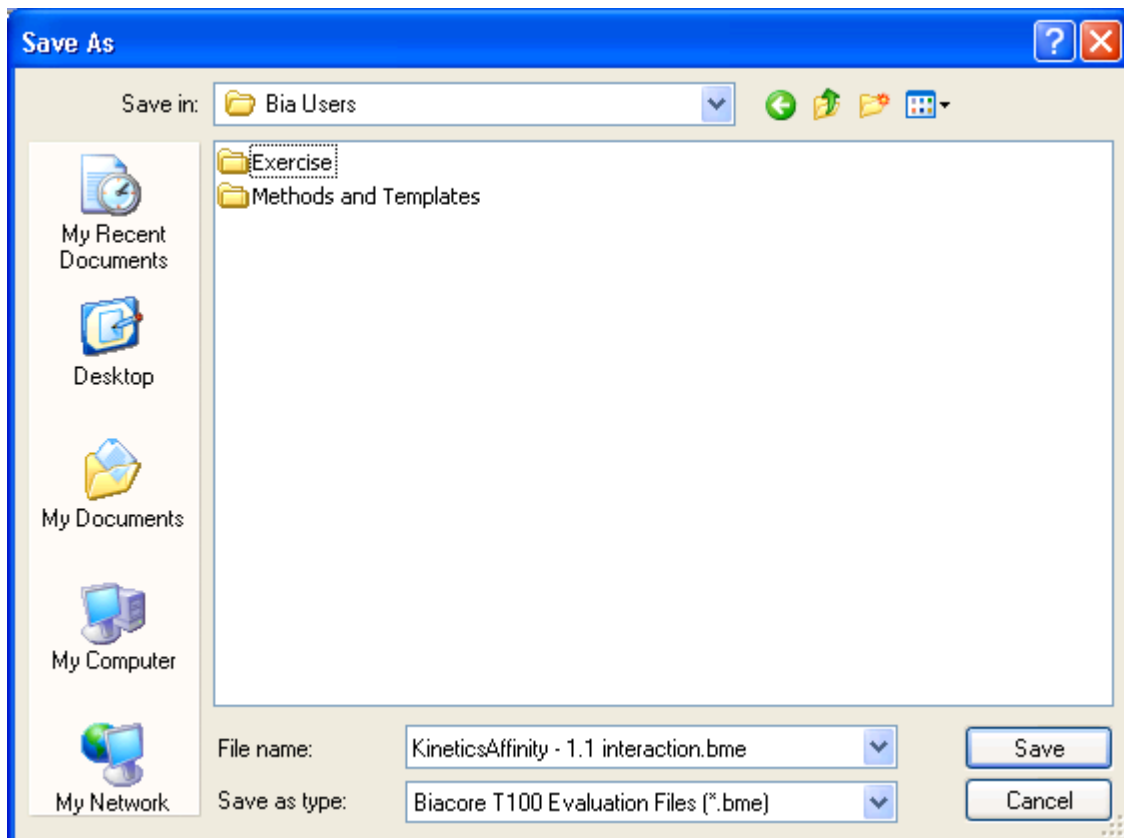 Save As
Save in:
Bia Users
Exercise
Methods and Templates
My Recent
Documents
Desktop
My Documents
My Computer
My Network
File name:
KineticsAffinity - 1.1 interaction.bme
Save
Save as type:
Biacore T100 Evaluation Files (*.bme)
Cancel